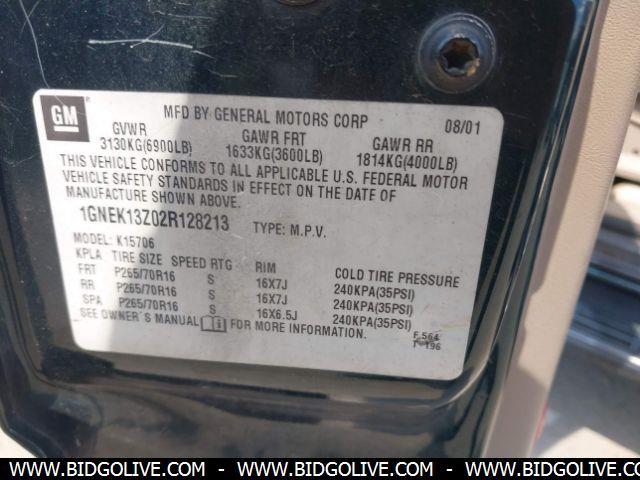 GM
MFD BY GENERAL MOTORS CORP 08/01
GVWR GAWR FRT GAWR RR
3130KG(6900LB) 1633KG(3600LB) 1814KG(4000LB)
THIS VEHICLE CONFORMS TO ALL APPLICABLE U.S. FEDERAL MOTOR
VEHICLE SAFETY STANDARDS IN EFFECT ON THE DATE OF
MANUFACTURE SHOWN ABOVE.
1GNEK13Z02R128213 TYPE: M.P.V.
MODEL: K15706
KPLA TIRE SIZE SPEED RTG RIM COLD TIRE PRESSURE
FRT P265/70R16 S 16X7J 240KPA(35PSI)
RR P265/70R16 S 16X7J 240KPA(35PSI)
SPA P265/70R16 S 16X6.5J 240KPA(35PSI)
SEE OWNER'S MANUAL FOR MORE INFORMATION.
F 564
T 196
WWW.BIDGOLIVE.COM - WWW.BIDGOLIVE.COM - WWW.BIDGOLIVE.COM